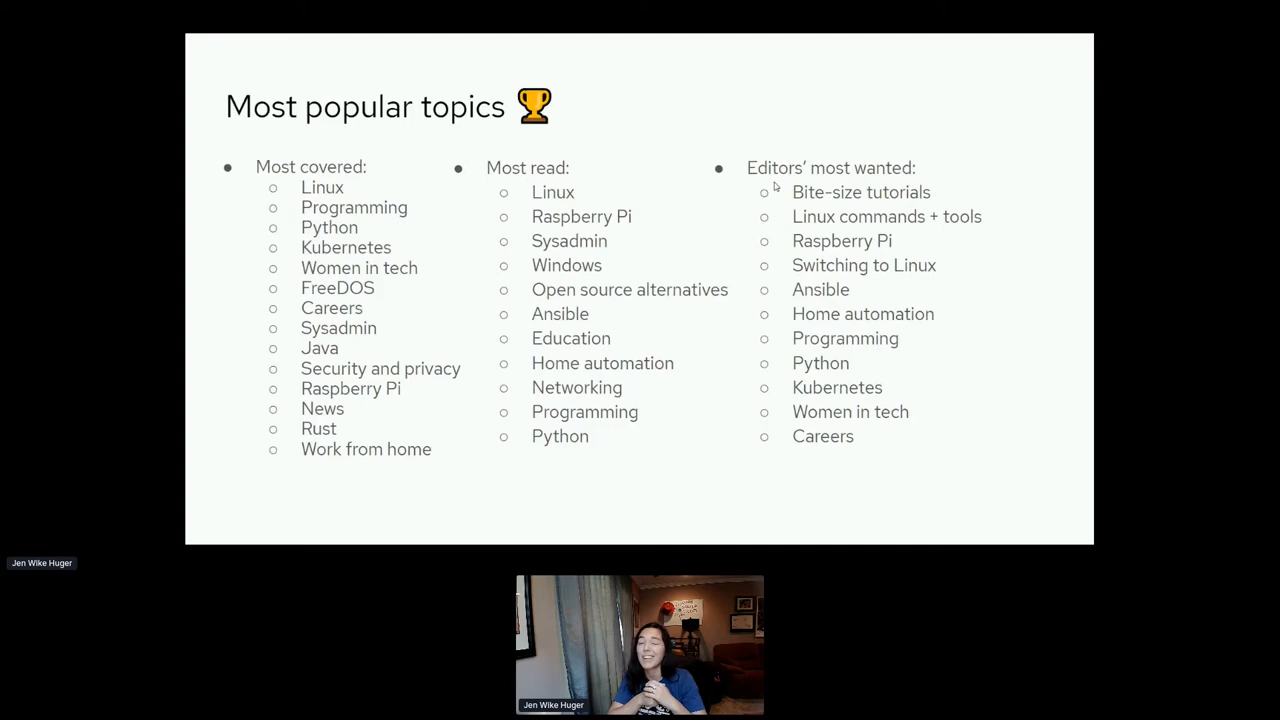 Most popular topics 🏆
Most covered:
Linux
Programming
Python
Kubernetes
Women in tech
FreeDOS
Careers
Sysadmin
Java
Security and privacy
Raspberry Pi
News
Rust
Work from home
Most read:
Linux
Raspberry Pi
Sysadmin
Windows
Open source alternatives
Ansible
Education
Home automation
Networking
Programming
Python
Editors’ most wanted:
Bite-size tutorials
Linux commands + tools
Raspberry Pi
Switching to Linux
Ansible
Home automation
Programming
Python
Kubernetes
Women in tech
Careers
Jen Wike Huger
Jen Wike Huger